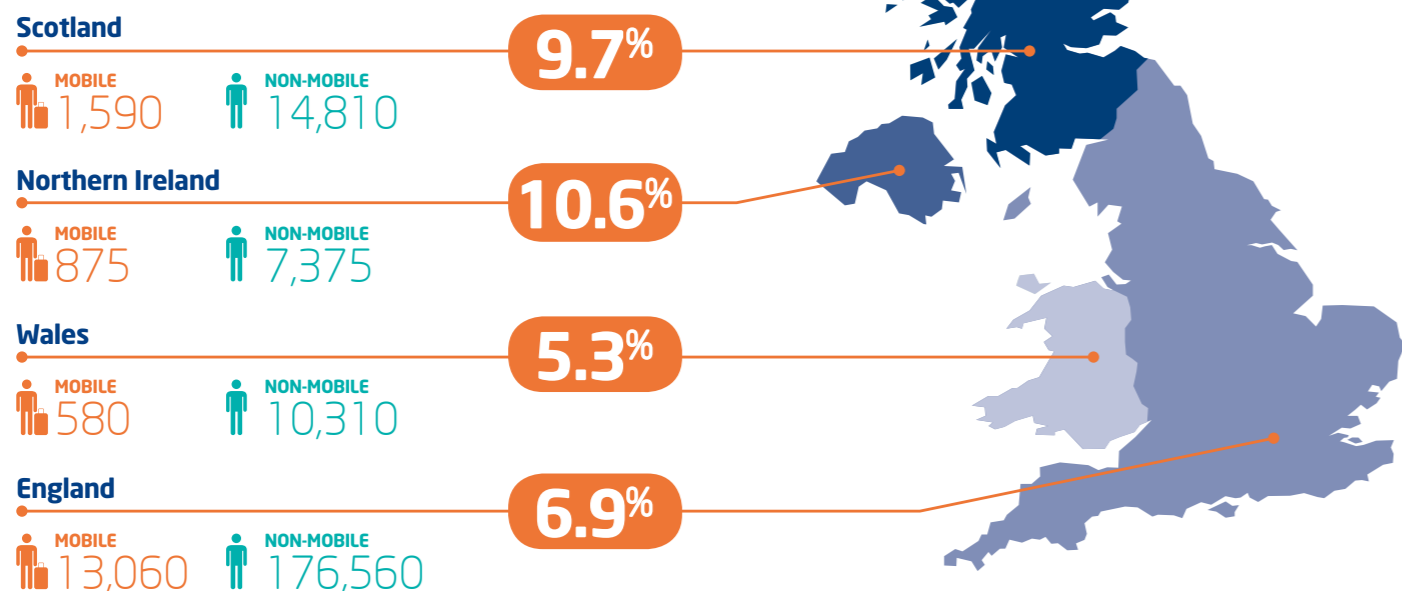 Scotland
9.7%
MOBILE
1,590
NON-MOBILE
14,810
Northern Ireland
10.6%
MOBILE
875
NON-MOBILE
7,375
Wales
5.3%
MOBILE
580
NON-MOBILE
10,310
England
6.9%
MOBILE
13,060
NON-MOBILE
176,560